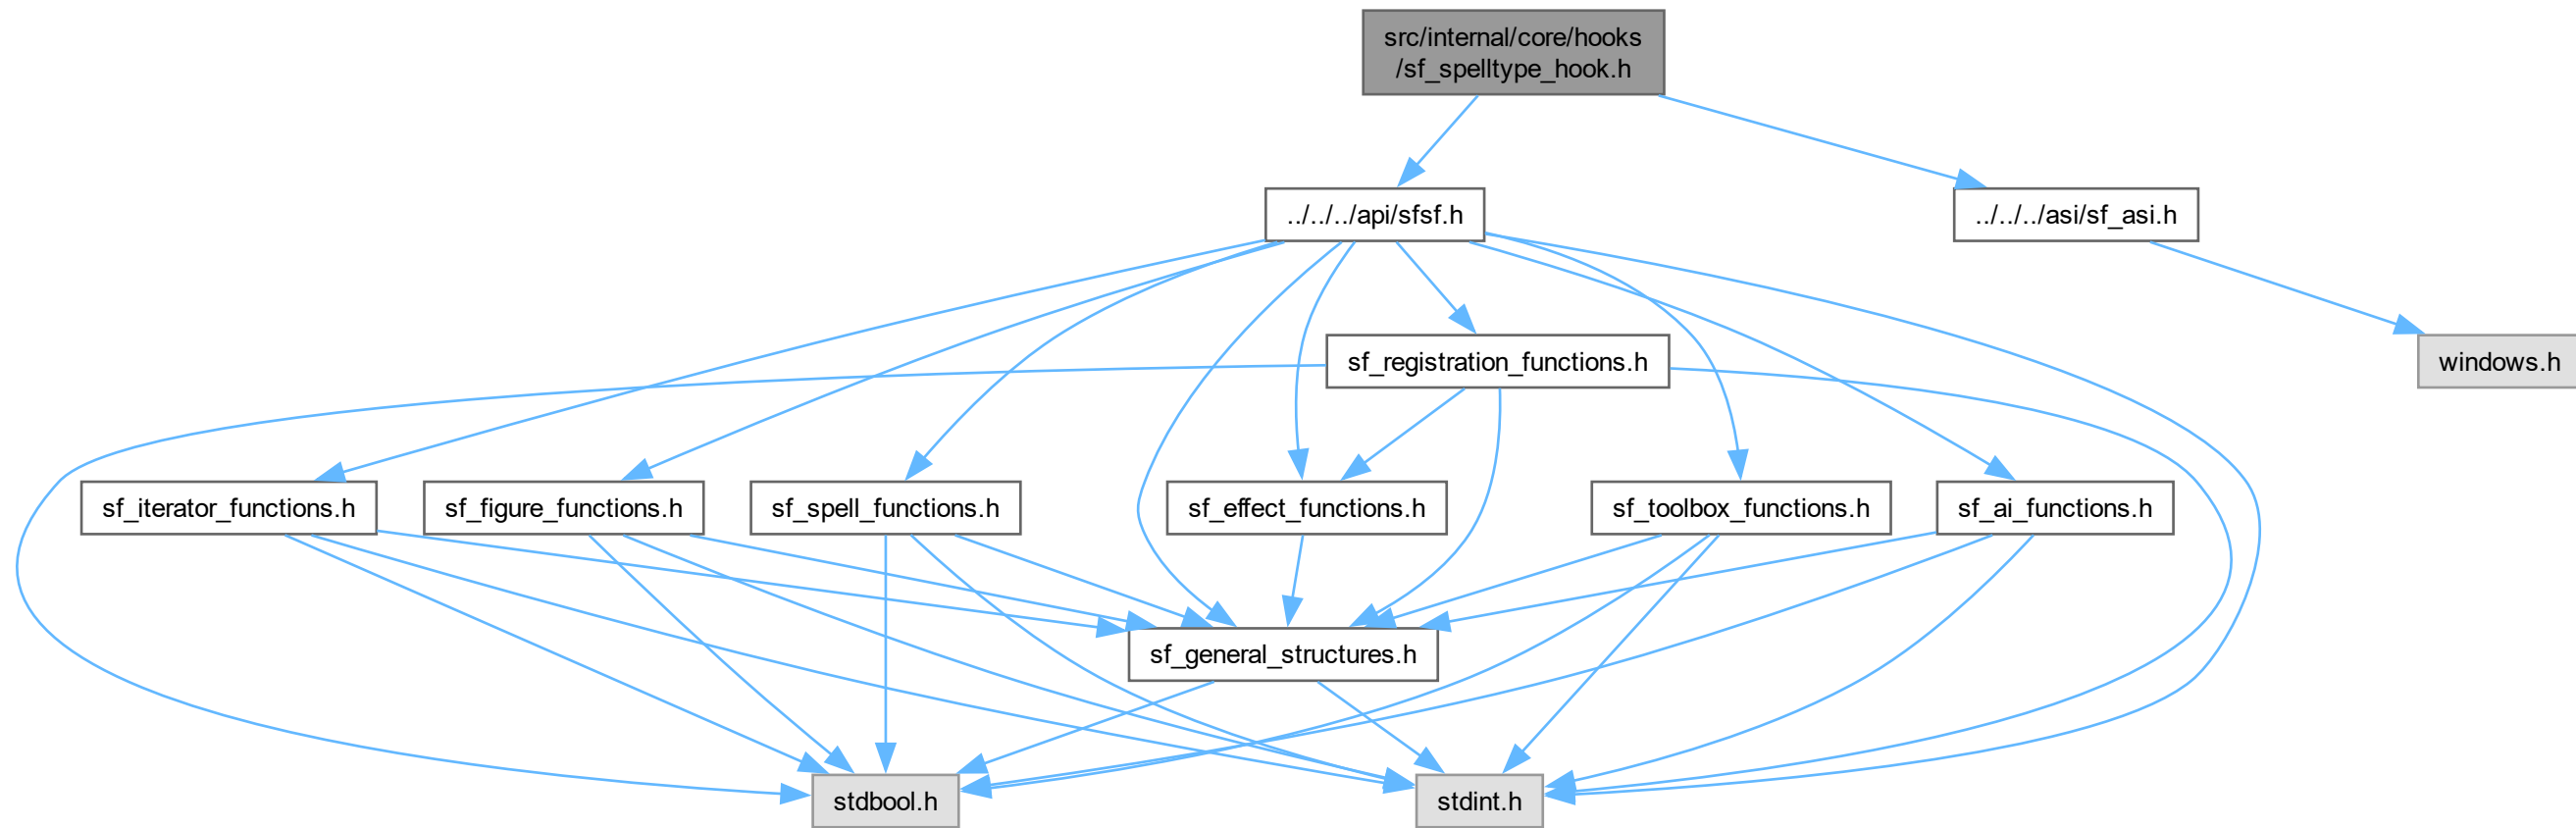 src/internal/core/hooks
/sf_spelltype_hook.h
../../../api/sfsf.h
../../../asi/sf_asi.h
sf_registration_functions.h
windows.h
sf_iterator_functions.h
sf_figure_functions.h
sf_spell_functions.h
sf_effect_functions.h
sf_toolbox_functions.h
sf_ai_functions.h
sf_general_structures.h
stdbool.h
stdint.h